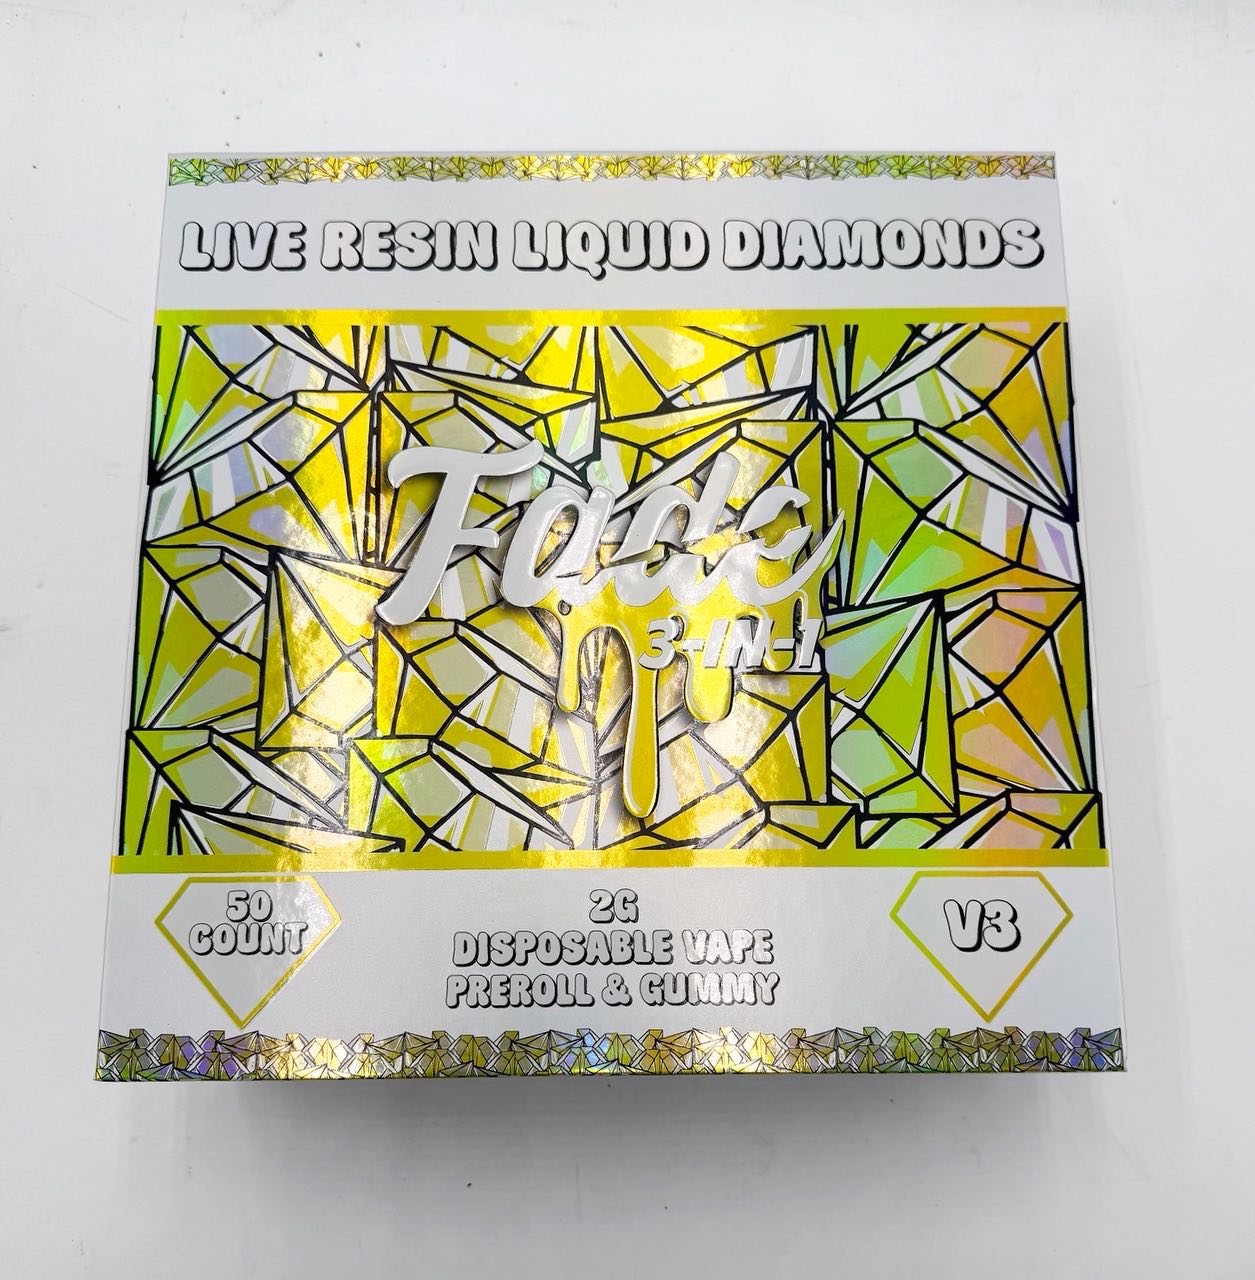 LIVE RESIN LIQUID DIAMONDS
Fade
3-IN-1
50
COUNT
2G
DISPOSABLE VAPE
PREROLL & GUMMY
V3